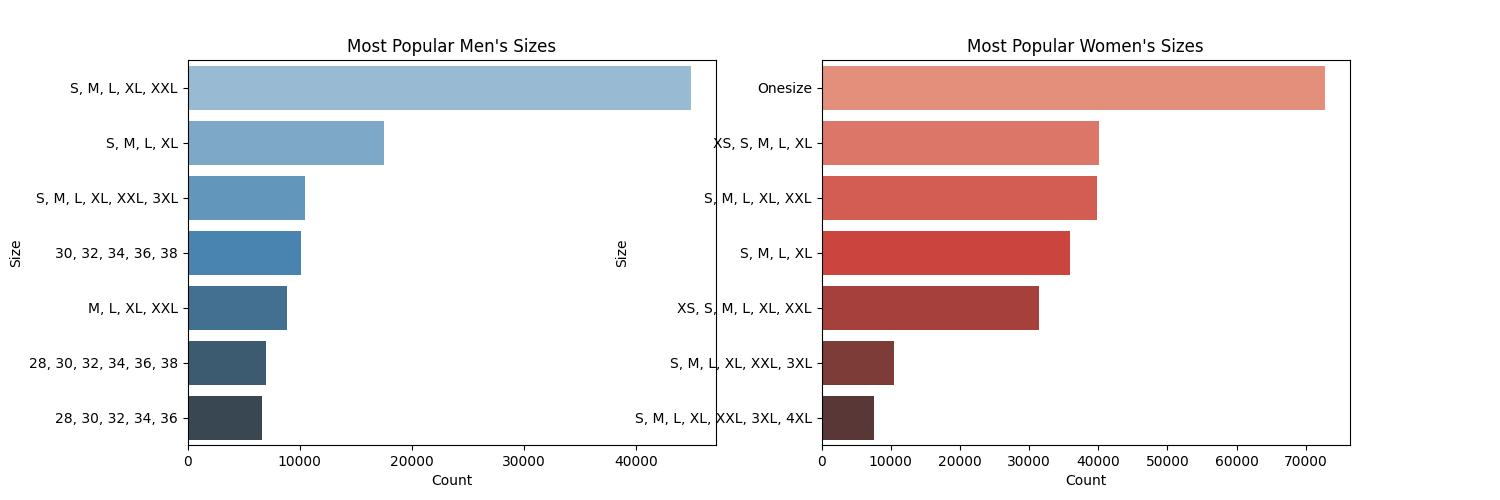 Most Popular Men's Sizes
S, M, L, XL, XXL
S, M, L, XL
S, M, L, XL, XXL, 3XL
30, 32, 34, 36, 38
M, L, XL, XXL
28, 30, 32, 34, 36, 38
28, 30, 32, 34, 36
Size
0 10000 20000 30000 40000
Count
Most Popular Women's Sizes
Onesize
XS, S, M, L, XL
S, M, L, XL, XXL
S, M, L, XL
XS, S, M, L, XL, XXL
S, M, L, XL, XXL, 3XL
S, M, L, XL, XXL, 3XL, 4XL
Size
0 10000 20000 30000 40000 50000 60000 70000
Count